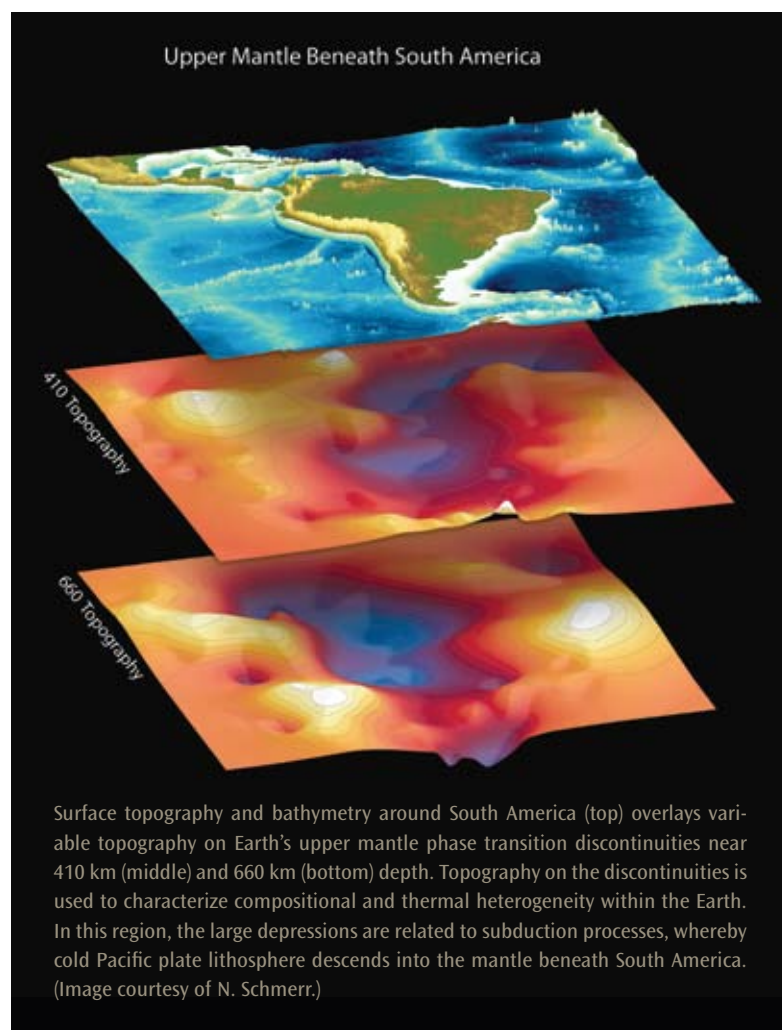 Upper Mantle Beneath South America
410 Topography
660 Topography
Surface topography and bathymetry around South America (top) overlays vari-
able topography on Earth's upper mantle phase transition discontinuities near
410 km (middle) and 660 km (bottom) depth. Topography on the discontinuities is
used to characterize compositional and thermal heterogeneity within the Earth.
In this region, the large depressions are related to subduction processes, whereby
cold Pacific plate lithosphere descends into the mantle beneath South America.
(Image courtesy of N. Schmerr.)